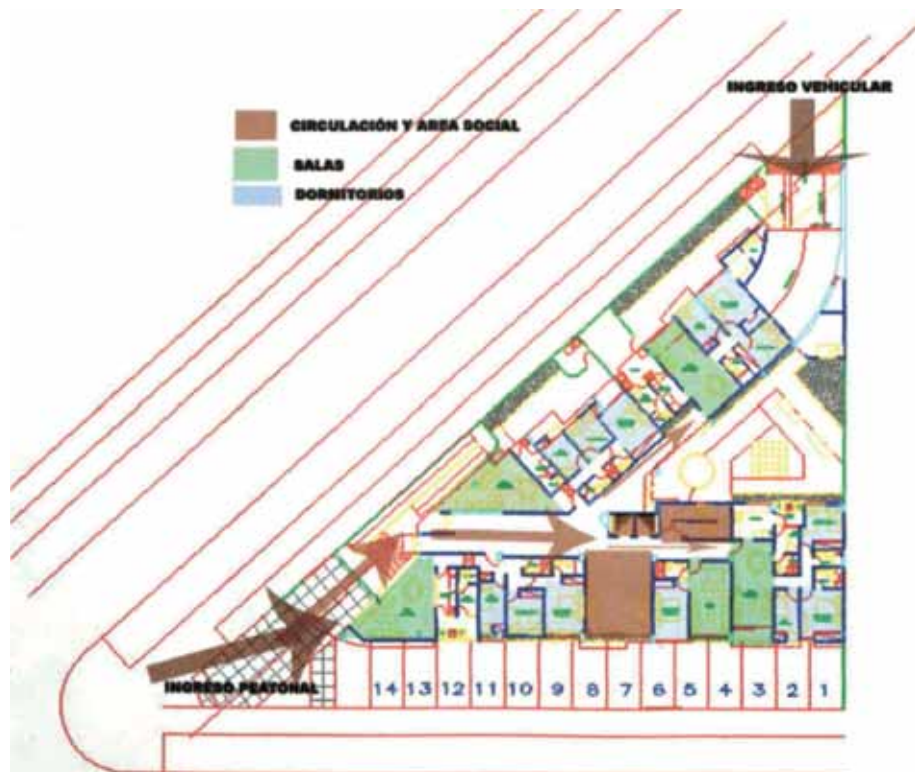 INGRESO VEHICULAR
CIRCULACIÓN Y AREA SOCIAL
SALAS
DORNITORIOS
INGRESO PEATONAL
14 13 12 11 10 9 8 7 6 5 4 3 2 1